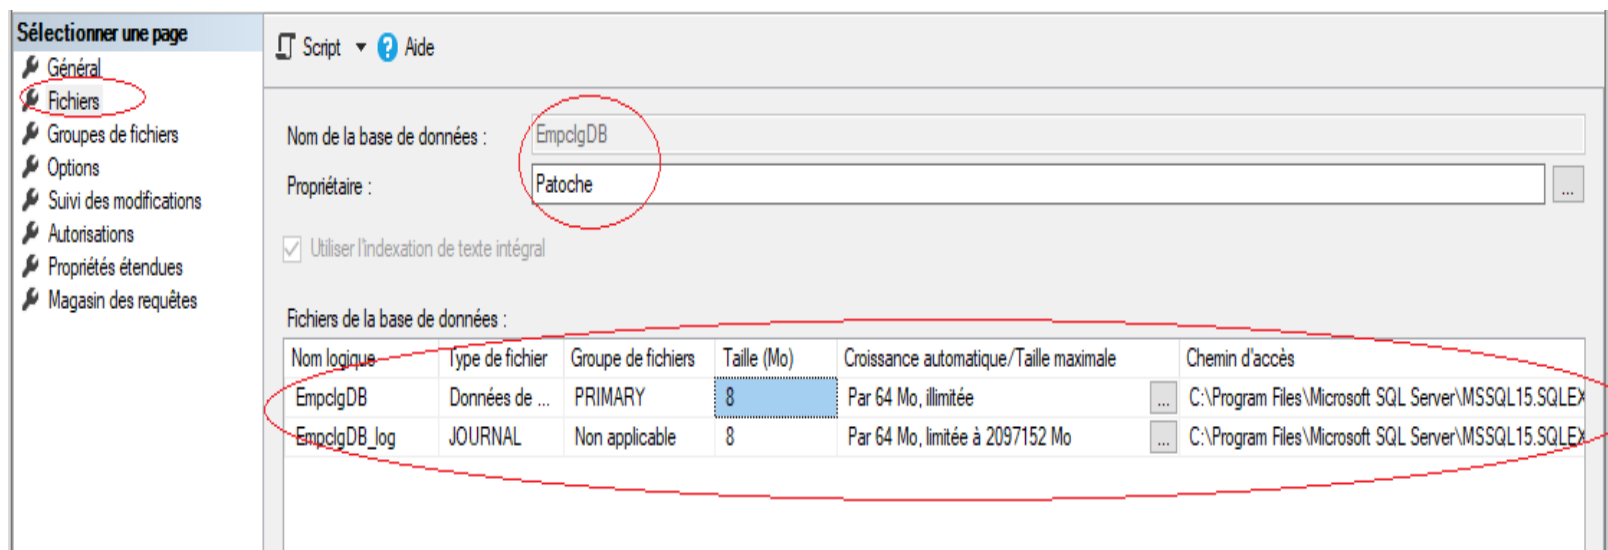 Sélectionner une page
Général
Fichiers
Groupes de fichiers
Options
Suivi des modifications
Autorisations
Propriétés étendues
Magasin des requêtes
Script Aide
Nom de la base de données : EmpclgDB
Propriétaire : Patoche ...
Utiliser l'indexation de texte intégral
Fichiers de la base de données :
Nom logique Type de fichier Groupe de fichiers Taille (Mo) Croissance automatique/Taille maximale Chemin d'accès
EmpclgDB Données de ... PRIMARY 8 Par 64 Mo, illimitée ... C:\Program Files\Microsoft SQL Server\MSSQL15.SQLEX
EmpclgDB_log JOURNAL Non applicable 8 Par 64 Mo, limitée à 2097152 Mo ... C:\Program Files\Microsoft SQL Server\MSSQL15.SQLEX